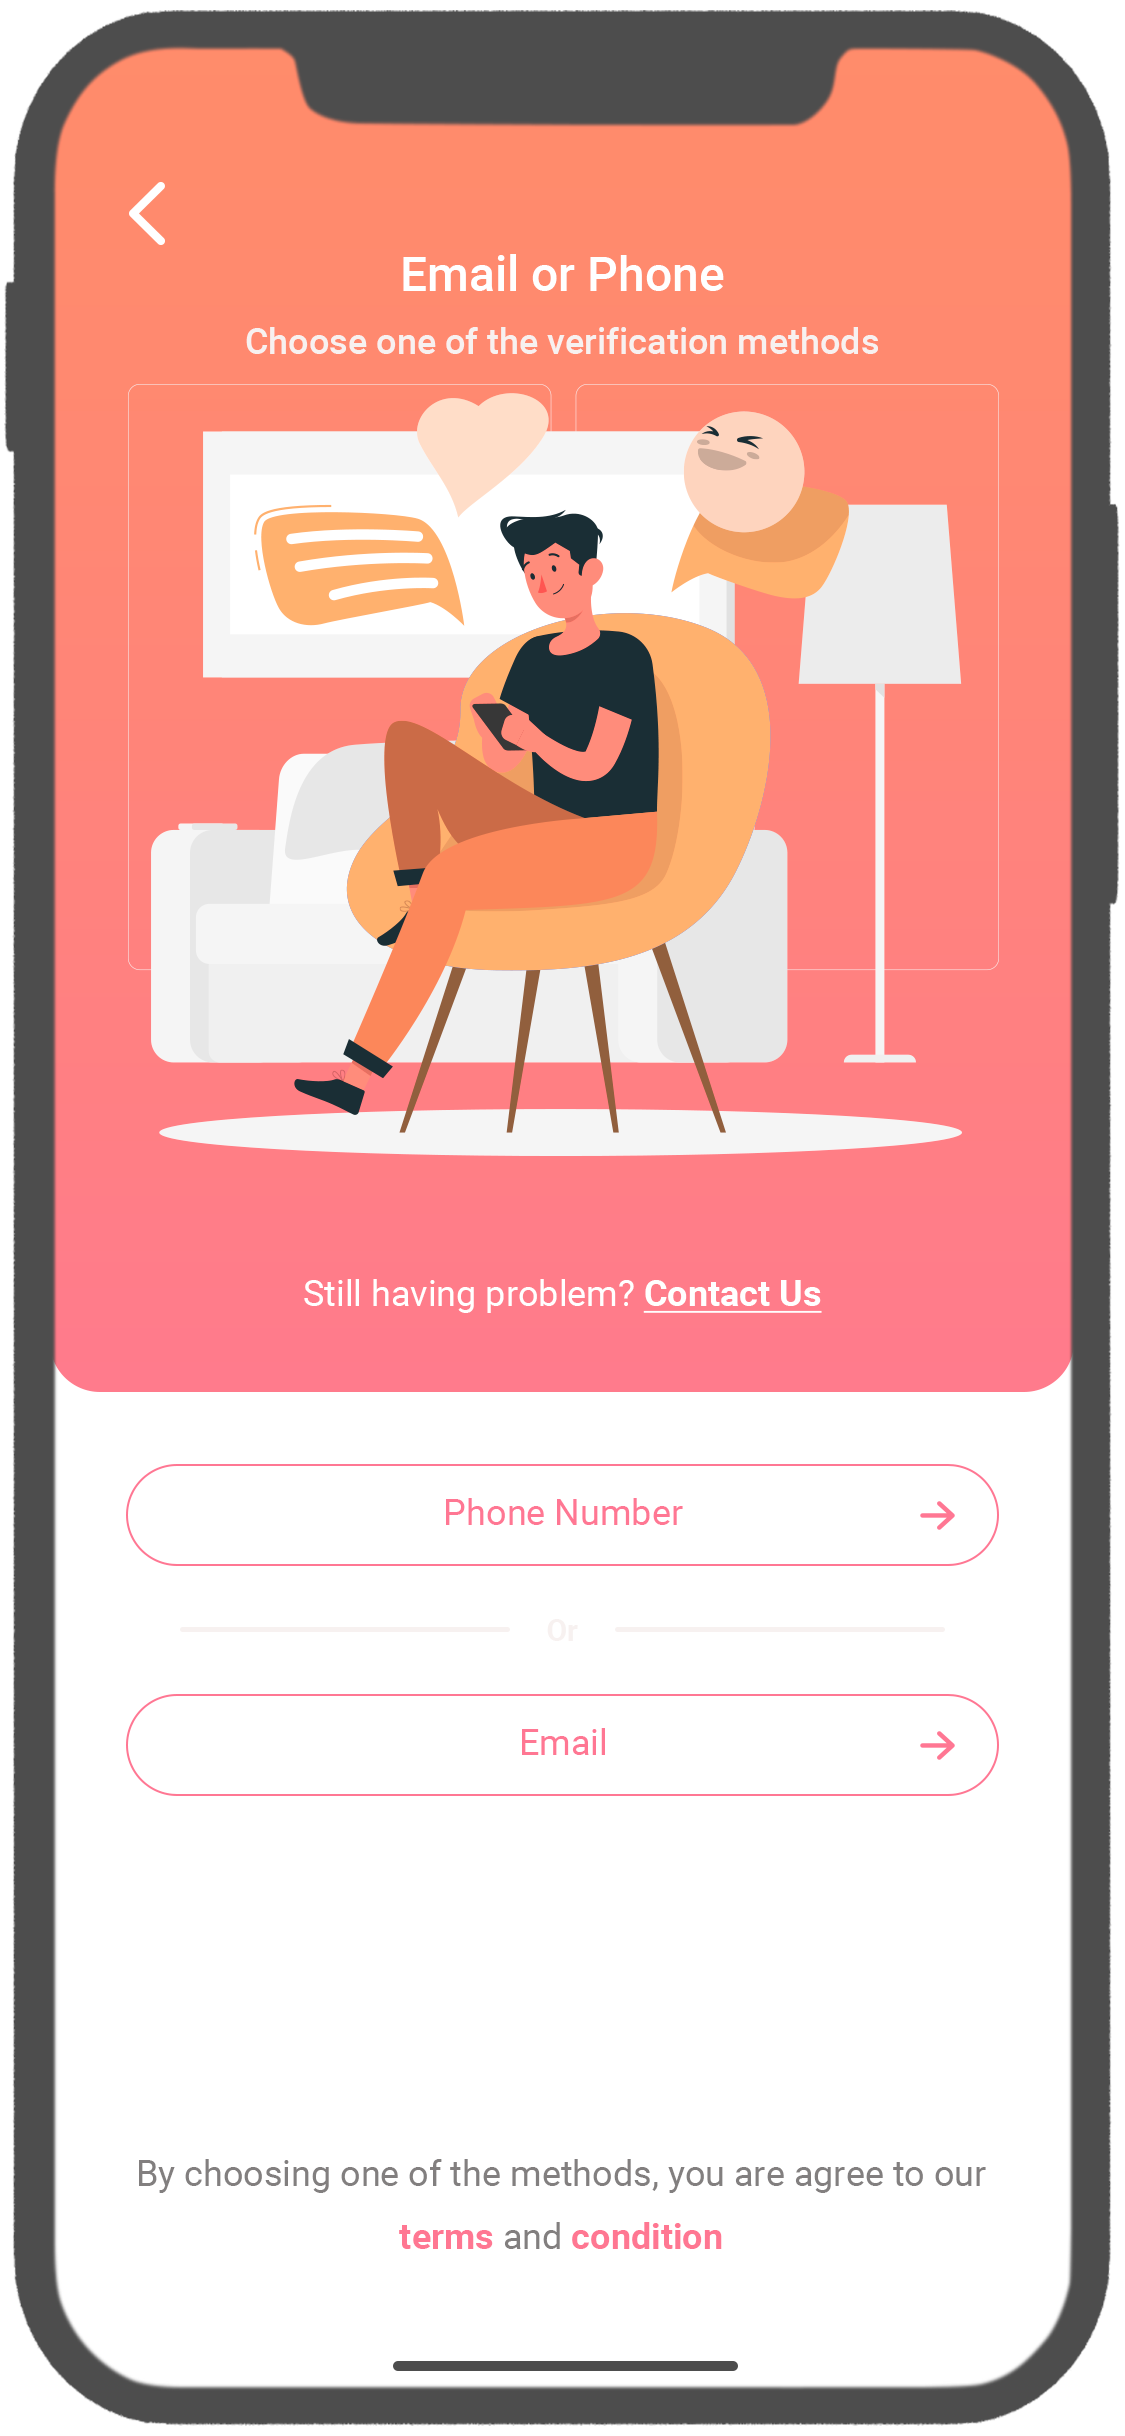 Email or Phone
Choose one of the verification methods
Still having problem? Contact Us
Phone Number
Or
Email
By choosing one of the methods, you are agree to our
terms and condition